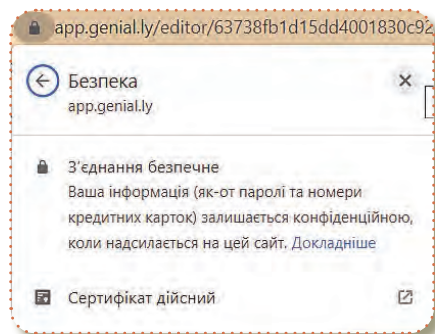 app.genial.ly/editor/63738fb1d15dd4001830c92
Безпека
app.genial.ly
З'єднання безпечне
Ваша інформація (як-от паролі та номери
кредитних карток) залишається конфіденційною,
коли надсилається на цей сайт. Докладніше
Сертифікат дійсний